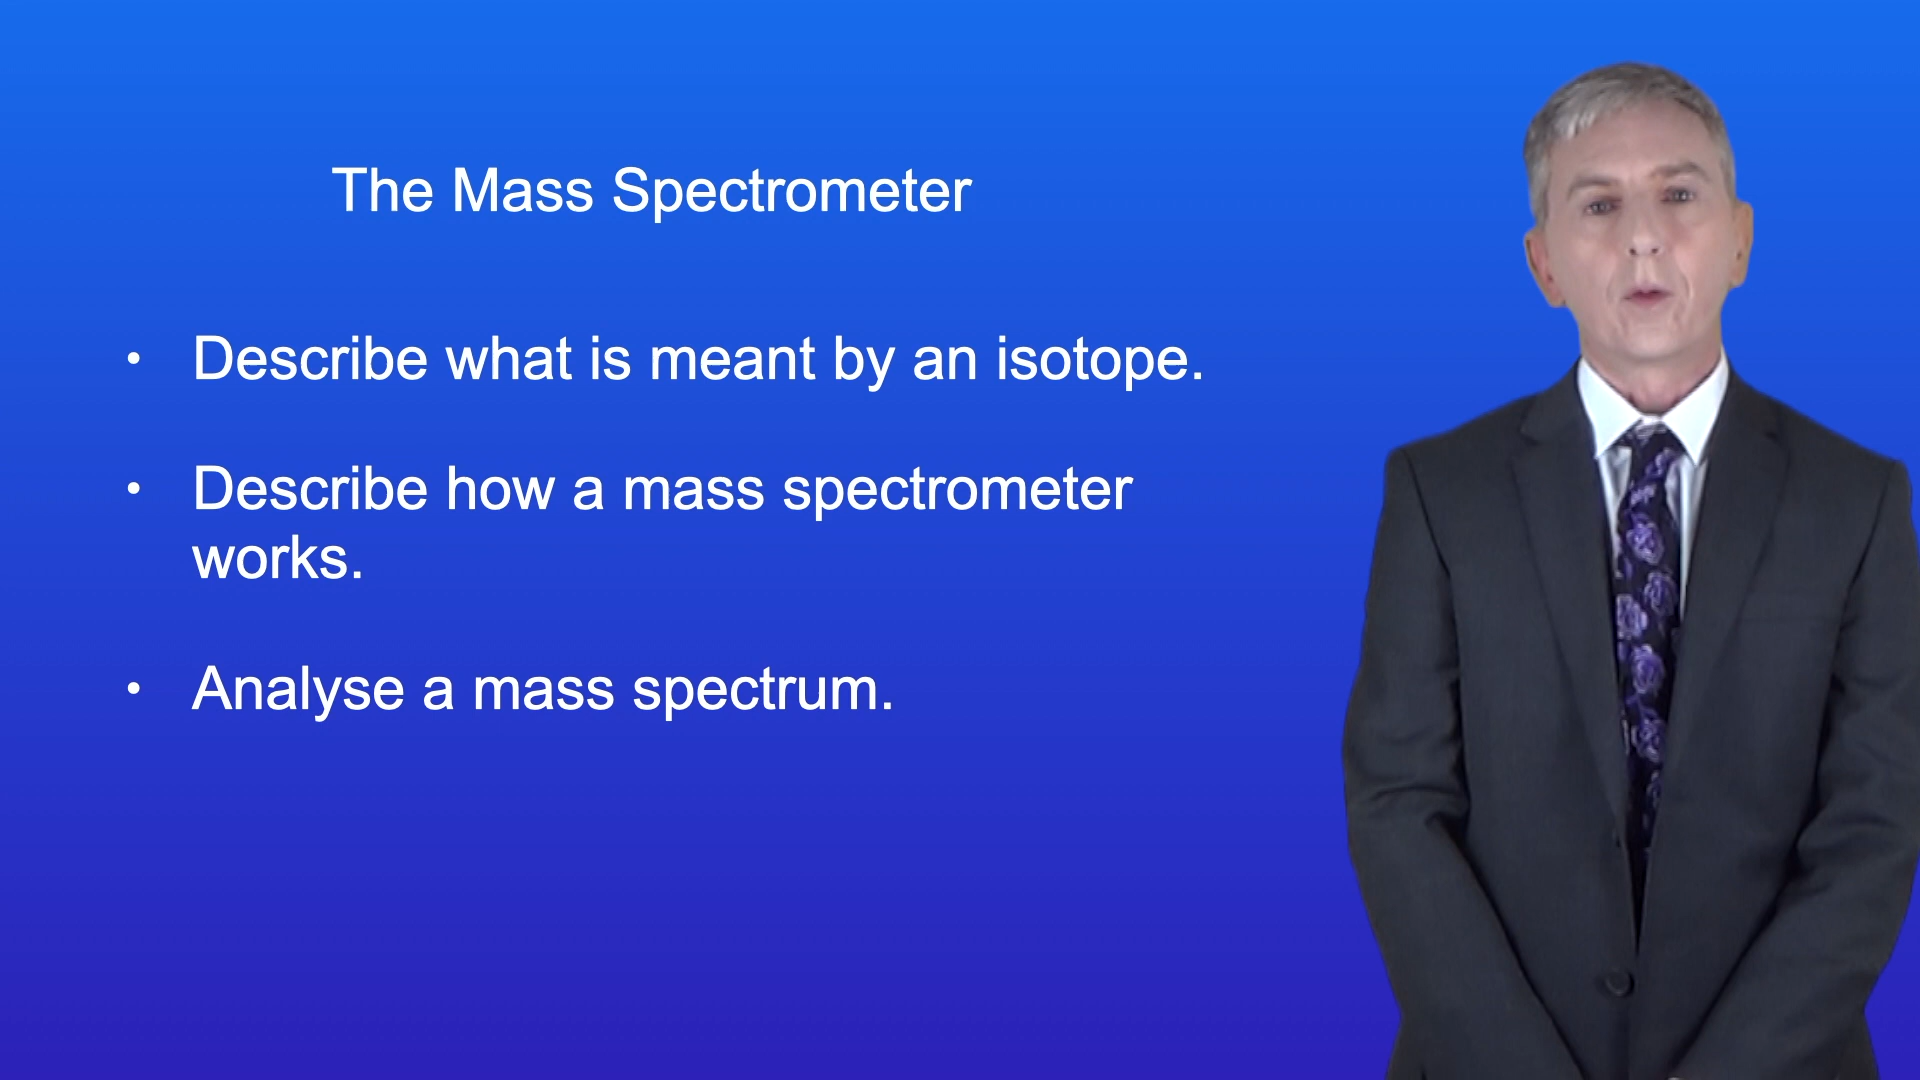 The Mass Spectrometer
• Describe what is meant by an isotope.
• Describe how a mass spectrometer
works.
• Analyse a mass spectrum.